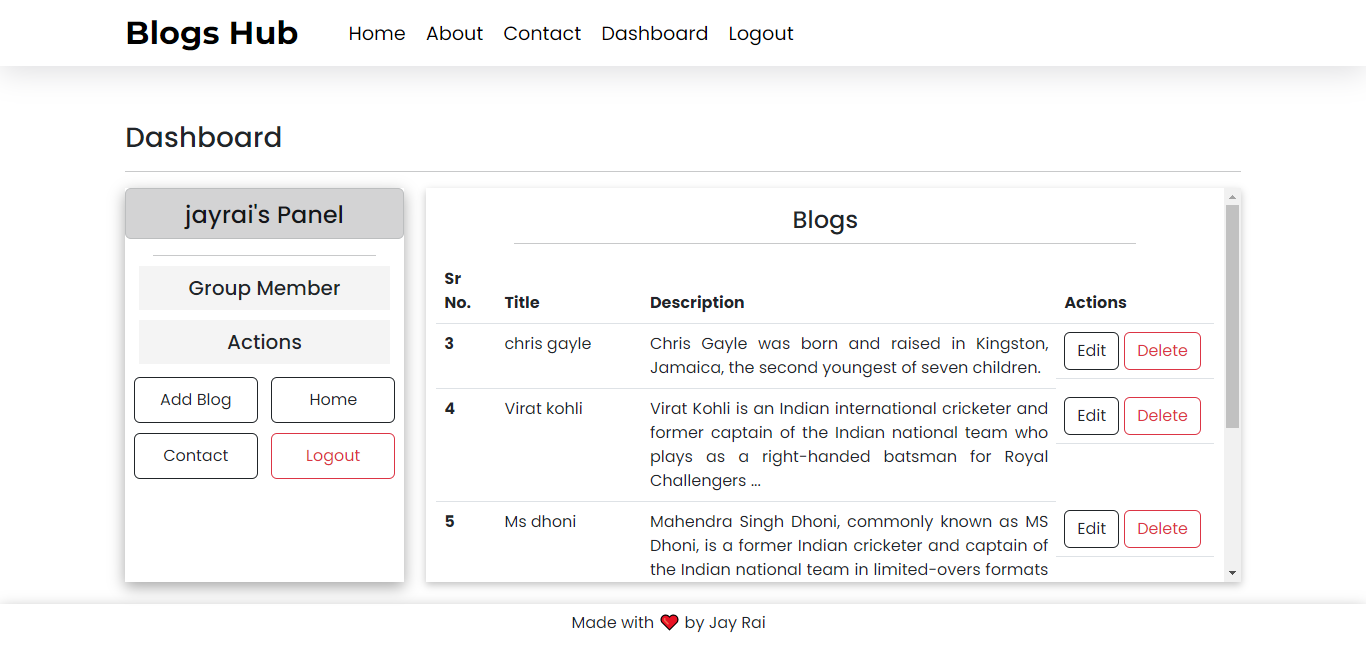 Blogs Hub Home About Contact Dashboard Logout
Dashboard
jayrai's Panel
Group Member
Actions
Add Blog Home
Contact Logout
Blogs
Sr
No. Title Description Actions
3 chris gayle Chris Gayle was born and raised in Kingston, Edit Delete
Jamaica, the second youngest of seven children.
4 Virat kohli Virat Kohli is an Indian international cricketer and Edit Delete
former captain of the Indian national team who
plays as a right-handed batsman for Royal
Challengers ...
5 Ms dhoni Mahendra Singh Dhoni, commonly known as MS Edit Delete
Dhoni, is a former Indian cricketer and captain of
the Indian national team in limited-overs formats
Made with ❤ by Jay Rai